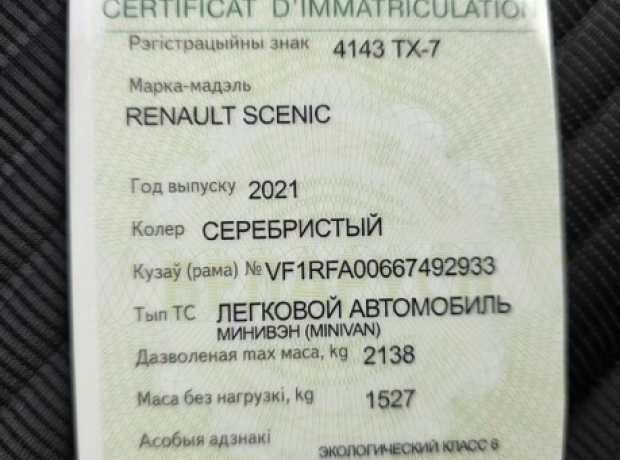 CERTIFICAT D'IMMATRICULATION
Рэгістрацыйны знак 4143 ТХ-7
Марка-мадэль
RENAULT SCENIC
Год выпуску 2021
Колер СЕРЕБРИСТЫЙ
Кузаў (рама) № VF1RFA00667492933
Тып ТС ЛЕГКОВОЙ АВТОМОБИЛЬ
МИНИВЭН (MINIVAN)
Дазволеная max маса, kg 2138
Маса без нагрузкі, kg 1527
Асобыя адзнакі ЭКОЛОГИЧЕСКИЙ КЛАСС 6